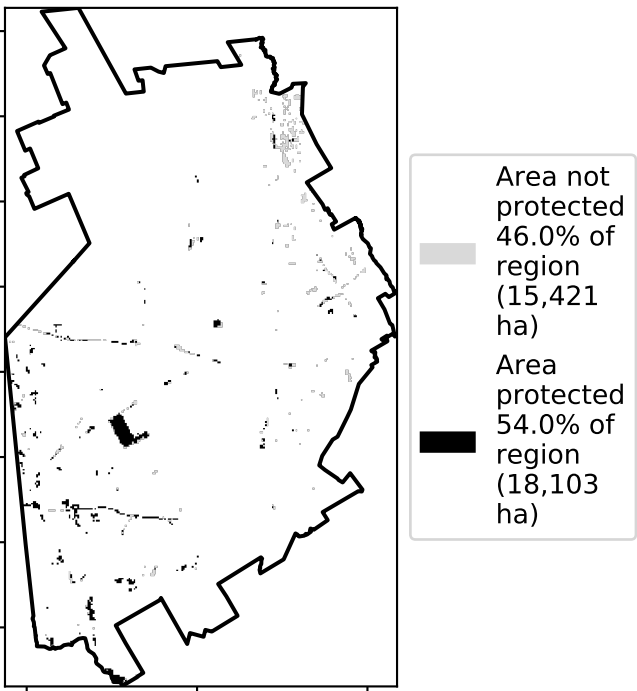 Area not
protected
46.0% of
region
(15,421
ha)
Area
protected
54.0% of
region
(18,103
ha)